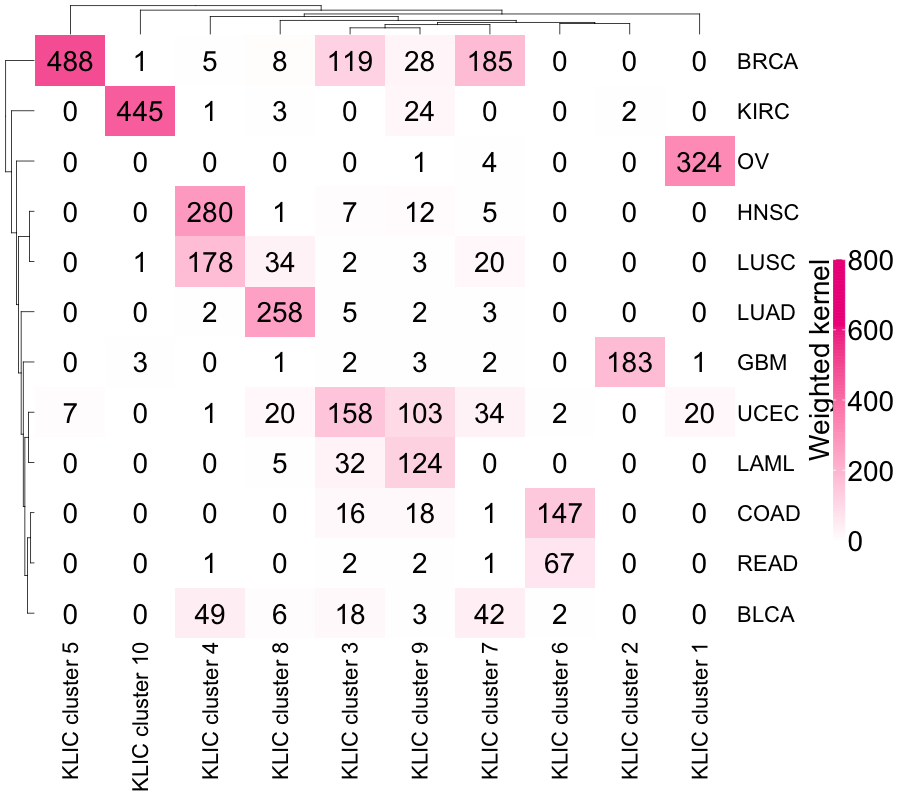 488 1 5 8 119 28 185 0 0 0 BRCA
0 445 1 3 0 24 0 0 2 0 KIRC
0 0 0 0 0 1 4 0 0 324 OV
0 0 280 1 7 12 5 0 0 0 HNSC
0 1 178 34 2 3 20 0 0 0 LUSC
0 0 2 258 5 2 3 0 0 0 LUAD
0 3 0 1 2 3 2 0 183 1 GBM
7 0 1 20 158 103 34 2 0 20 UCEC
0 0 0 5 32 124 0 0 0 0 LAML
0 0 0 0 16 18 1 147 0 0 COAD
0 0 1 0 2 2 1 67 0 0 READ
0 0 49 6 18 3 42 2 0 0 BLCA
KLIC cluster 5
KLIC cluster 10
KLIC cluster 4
KLIC cluster 8
KLIC cluster 3
KLIC cluster 9
KLIC cluster 7
KLIC cluster 6
KLIC cluster 2
KLIC cluster 1
Weighted kernel
800
600
400
200
0